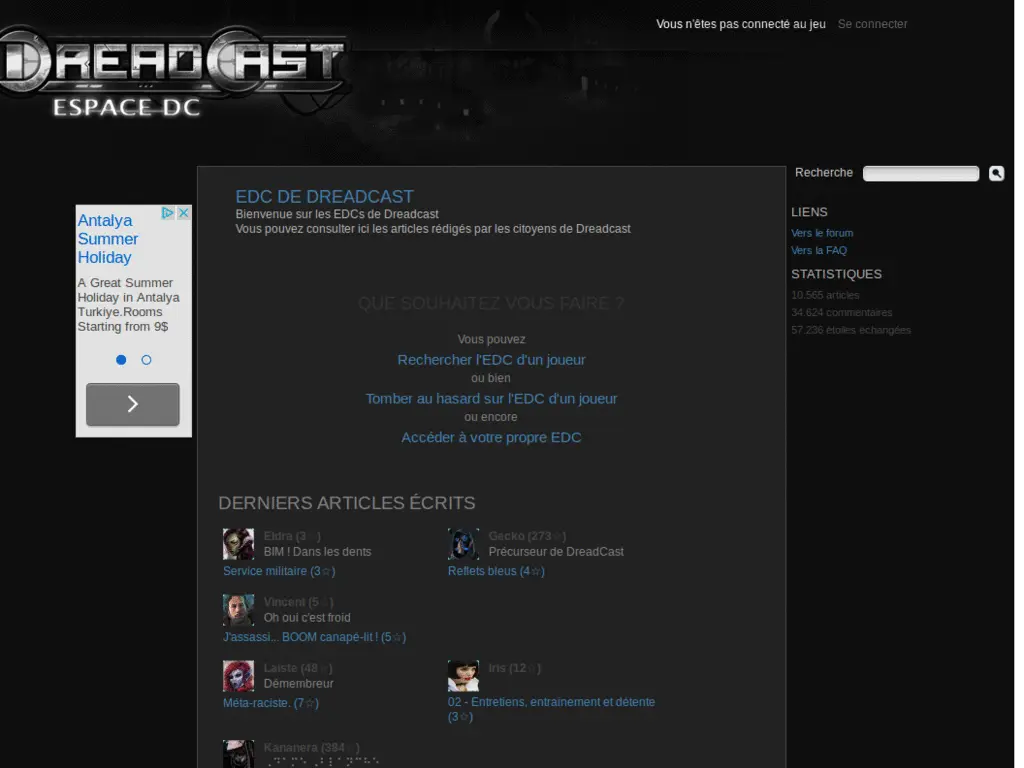 Vous n'êtes pas connecté au jeu Se connecter
DREADCAST
ESPACE DC
Recherche
EDC DE DREADCAST
Bienvenue sur les EDCs de Dreadcast
Vous pouvez consulter ici les articles rédigés par les citoyens de Dreadcast
Antalya
Summer
Holiday
A Great Summer
Holiday in Antalya
Turkiye.Rooms
Starting from 9$
LIENS
Vers le forum
Vers la FAQ
STATISTIQUES
10 565 articles
34 624 commentaires
57 236 étoiles échangées
QUE SOUHAITEZ VOUS FAIRE ?
Vous pouvez
Rechercher l'EDC d'un joueur
ou bien
Tomber au hasard sur l'EDC d'un joueur
ou encore
Accéder à votre propre EDC
DERNIERS ARTICLES ÉCRITS
Eldra (3☆)
BIM ! Dans les dents
Service militaire (3☆)
Gecko (273☆)
Précurseur de DreadCast
Reflets bleus (4☆)
Vincent (5☆)
Oh oui c'est froid
J'assassi... BOOM canapé-lit ! (5☆)
Laiste (48☆)
Démembreur
Méta-raciste. (7☆)
Iris (12☆)
02 - Entretiens, entrainement et détente
(3☆)
Kananera (384☆)